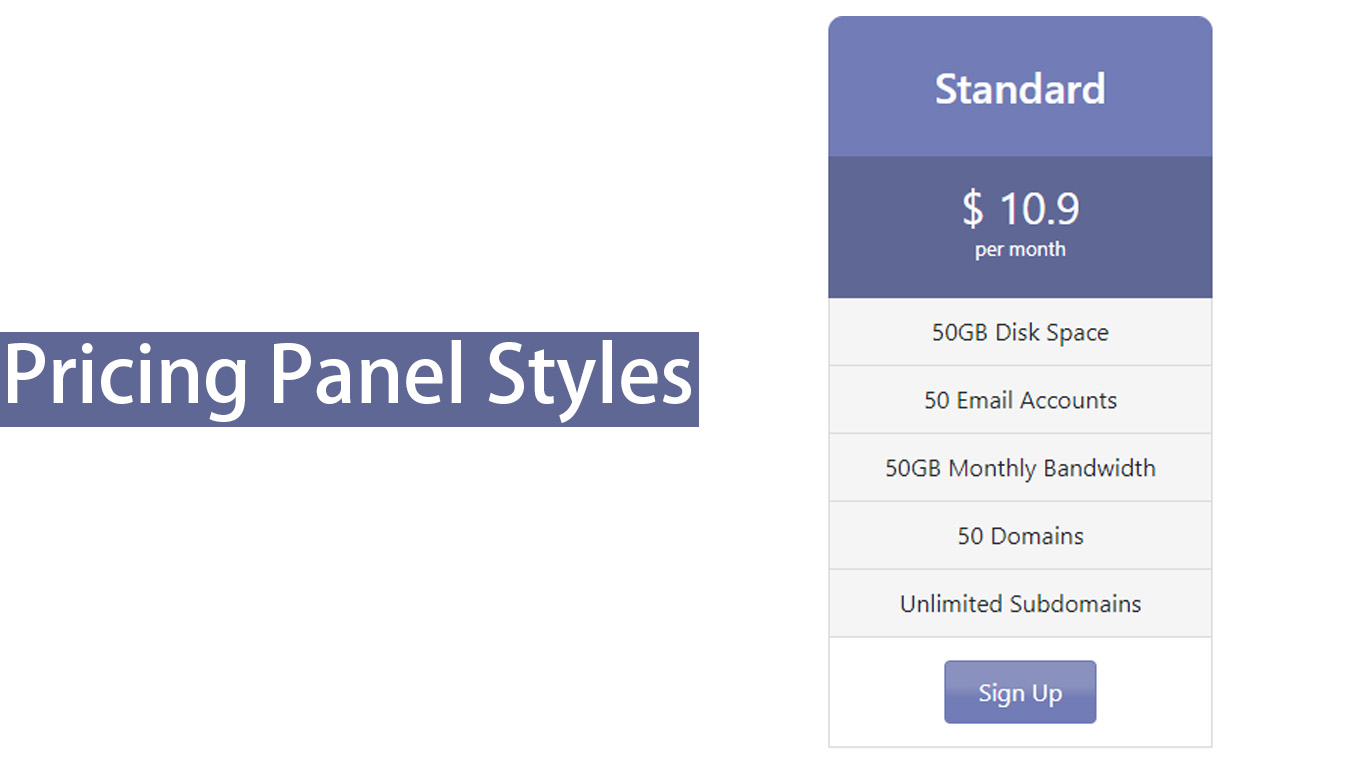 Pricing Panel Styles
Standard
$ 10.9
per month
50GB Disk Space
50 Email Accounts
50GB Monthly Bandwidth
50 Domains
Unlimited Subdomains
Sign Up